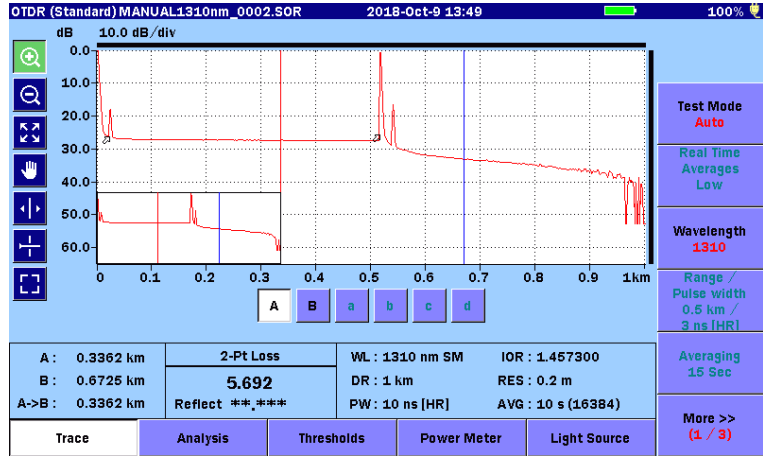 OTDR (Standard) MANUAL1310nm_0002.SOR 2018-Oct-9 13:49 100%
dB 10.0 dB/div
0.0
10.0
20.0
30.0
40.0
50.0
60.0
0 0.1 0.2 0.3 0.4 0.5 0.6 0.7 0.8 0.9 1km
A B a b c d
Test Mode
Auto
Real Time
Averages
Low
Wavelength
1310
Range /
Pulse width
0.5 km /
3 ns [HR]
Averaging
15 Sec
More >>
(1 / 3)
A : 0.3362 km
B : 0.6725 km
A->B : 0.3362 km
2-Pt Loss
5.692
Reflect **.***
WL : 1310 nm SM IOR : 1.457300
DR : 1 km RES : 0.2 m
PW : 10 ns [HR] AVG : 10 s (16384)
Trace Analysis Thresholds Power Meter Light Source